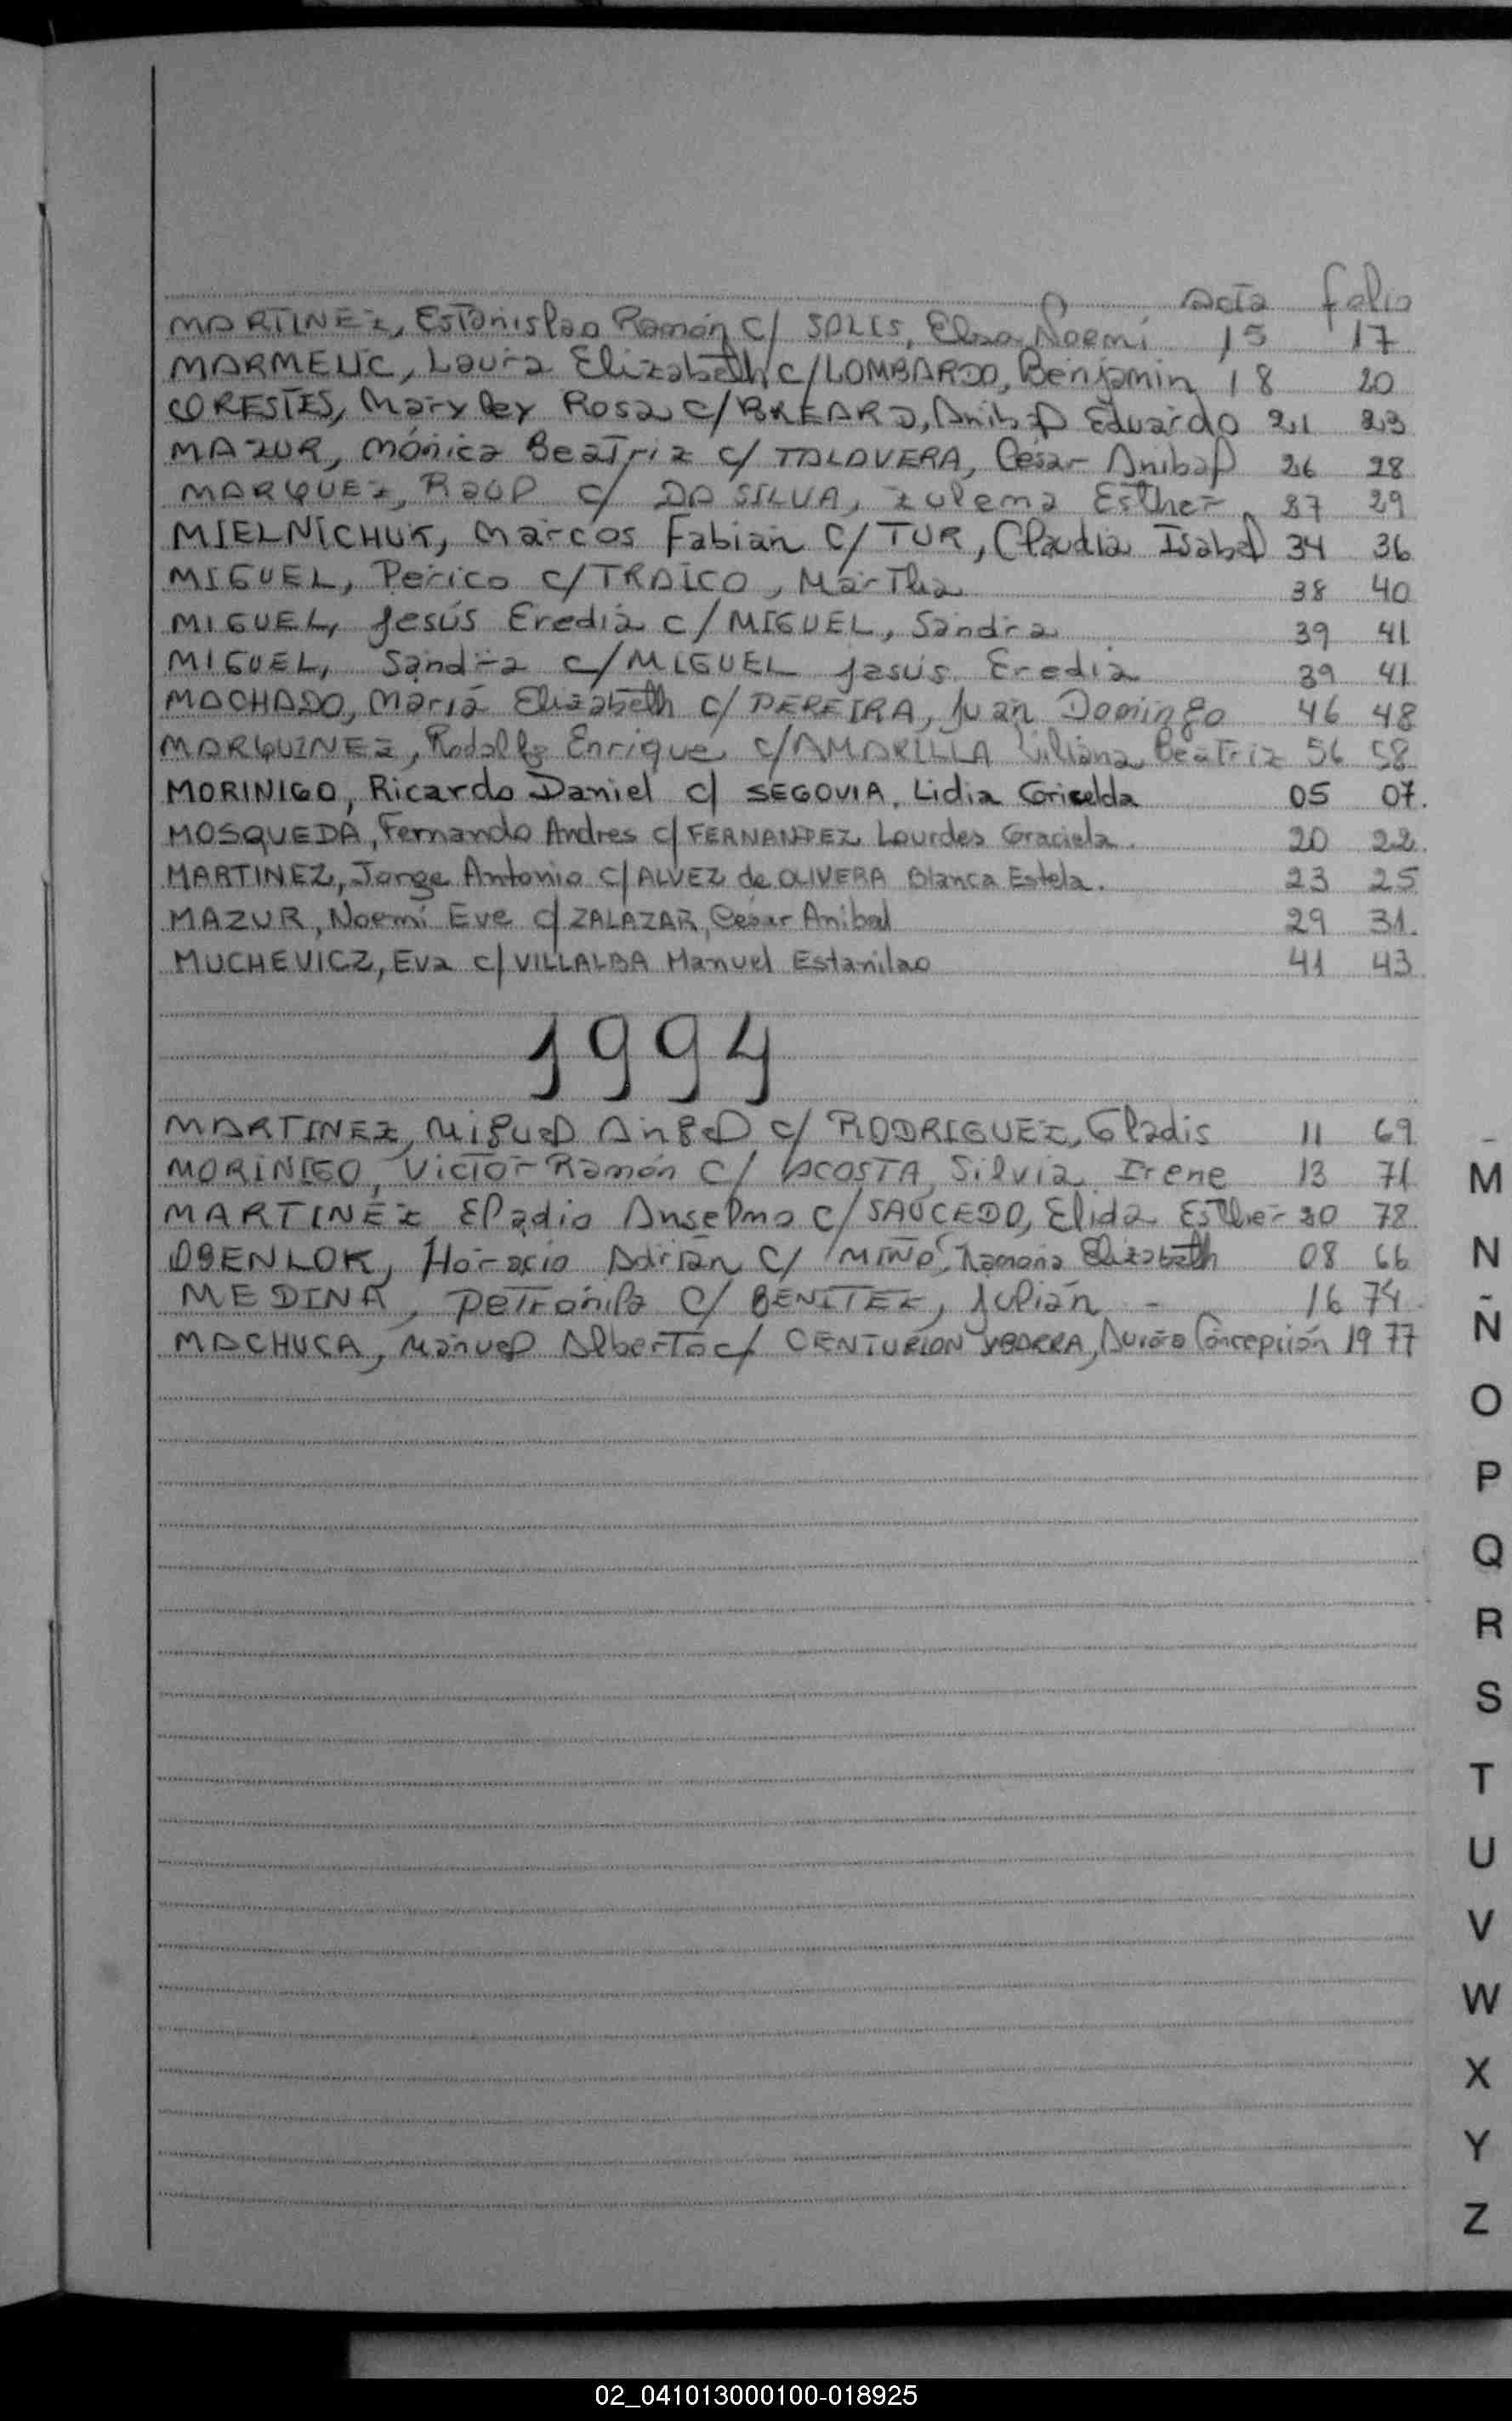 acta folio
MARTINEZ, Estanislao Ramón c/ SOLIS, Elsa Noemí 15 17
MARMELIC, Laura Elizabeth c/LOMBARDO, Benjamin 18 20
ORESTES, Mary ley Rosa c/BREARD, Anibal Eduardo 21 23
MAZUR, Mónica Beatriz c/ TALAVERA, César Anibal 26 28
MARQUEZ, Raúl c/ DA SILVA, Zulema Esther 27 29
MIELNICHUK, Marcos Fabián c/ TUR, Claudia Isabel 34 36
MIGUEL, Perico c/TRAICO, Martha 38 40
MIGUEL, Jesús Eredia c/ MIGUEL, Sandra 39 41
MIGUEL, Sandra c/MIGUEL Jesús Eredia 39 41
MACHADO, María Elizabeth c/ PEREIRA, Juan Domingo 46 48
MARQUINEZ, Rodolfo Enrique c/AMARILLA Liliana Beatriz 56 58
MORINIGO, Ricardo Daniel c/ SEGOVIA, Lidia Griselda 05 07.
MOSQUEDA, Fernando Andres c/ FERNANDEZ Lourdes Graciela. 20 22.
MARTINEZ, Jorge Antonio c/ ALVEZ de OLIVERA Blanca Estela. 23 25
MAZUR, Noemí Eve c/ ZALAZAR, César Anibal 29 31.
MUCHEVICZ, Eva c/ VILLALBA Manuel Estanilao 41 43
1994
MARTINEZ, Miguel Angel c/ RODRIGUEZ, Gladis 11 69
MORINIGO, Victor Ramón c/ ACOSTA, Silvia Irene 13 71
MARTINEZ Eladio Anselmo c/ SAUCEDO, Elida Esther 20 78
OBENLOK, Horacio Adrián c/ MIÑO, Ramona Elizabeth 08 66
MEDINA, Petronila c/ BENITEZ, Julián - 16 74
MACHUCA, Manuel Alberto c/ CENTURION YBARRA, Aurora Concepción 19 77
M
N
Ñ
O
P
Q
R
S
T
U
V
W
X
Y
Z
02_041013000100-018925